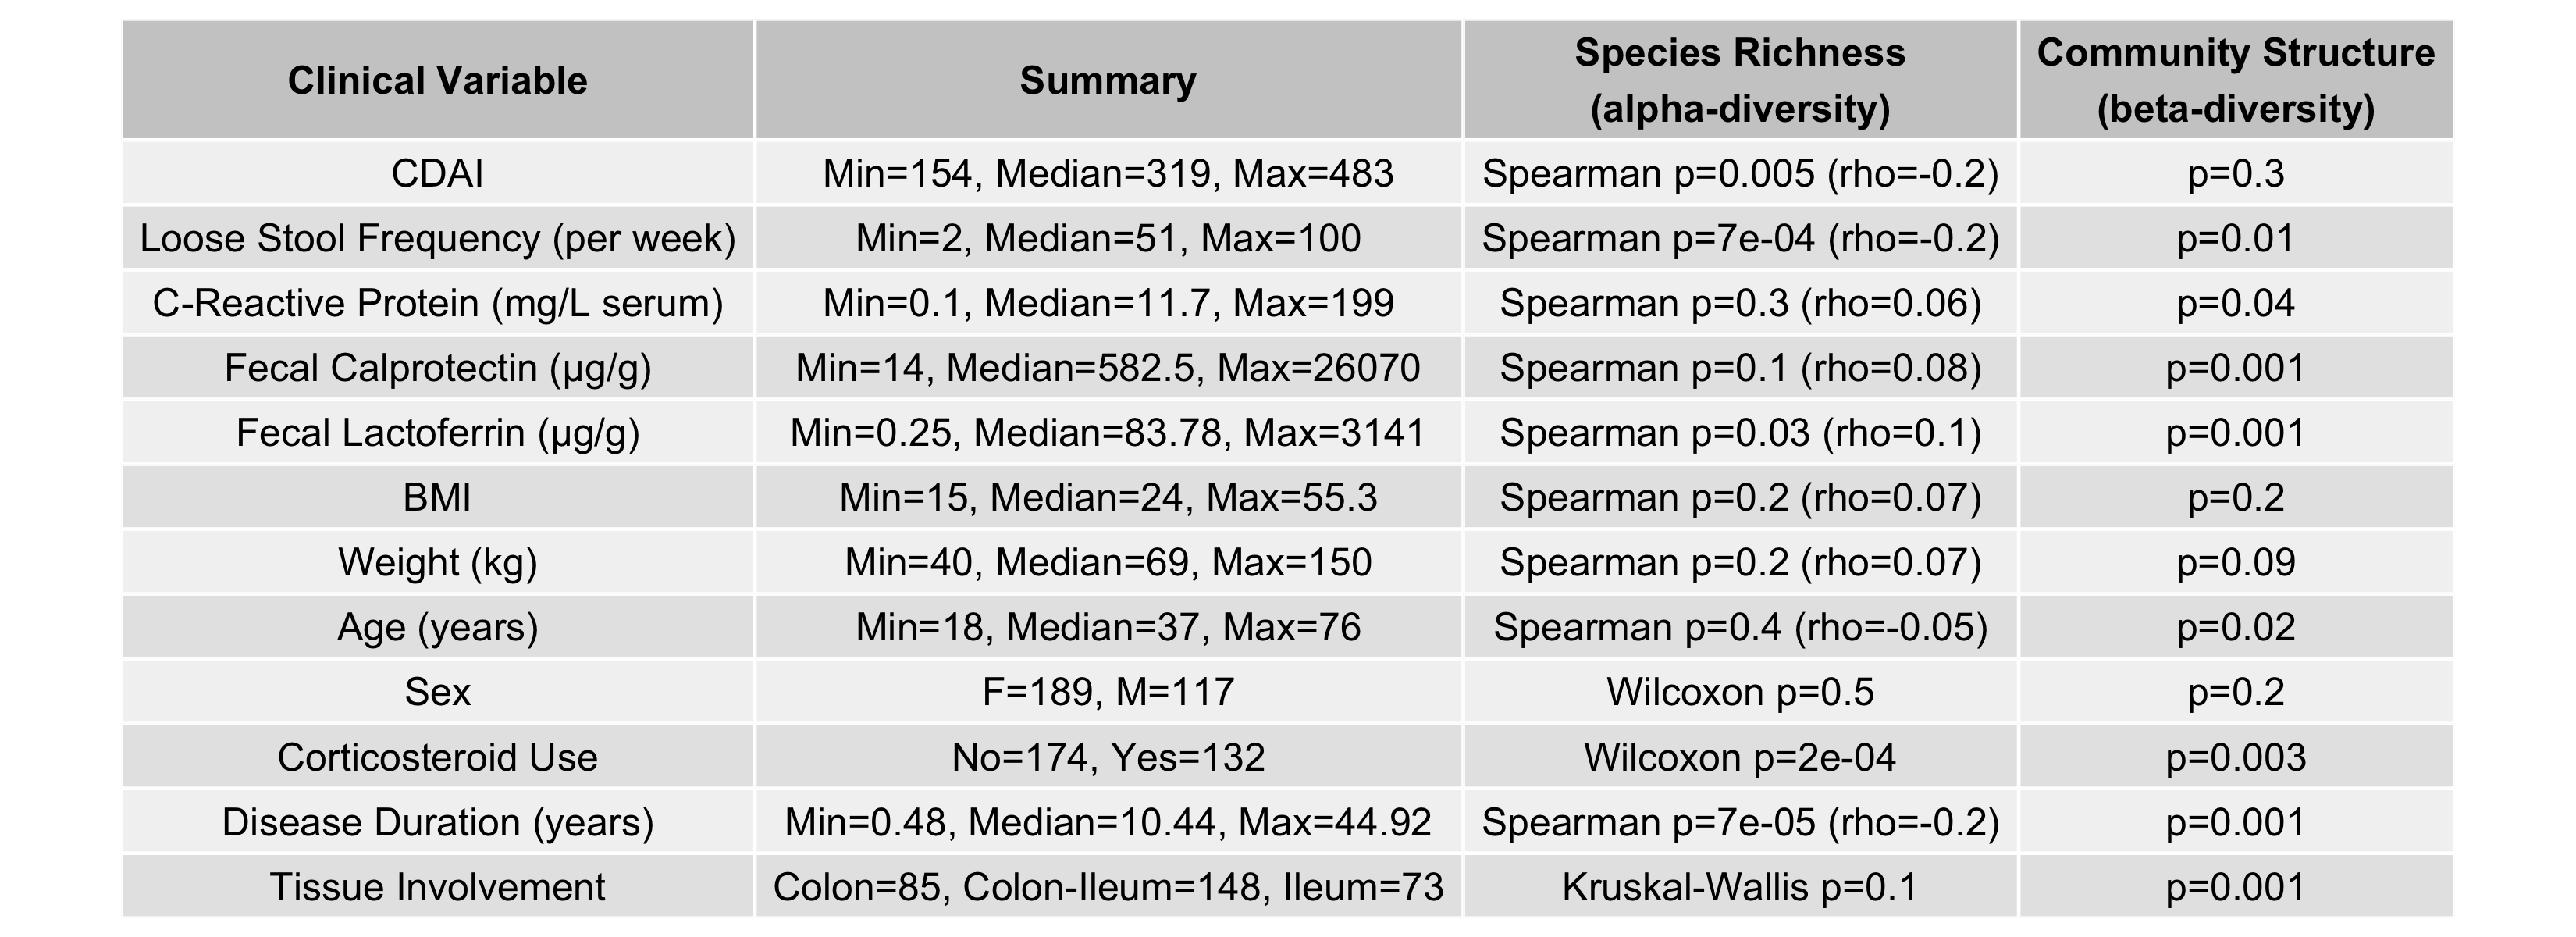 Clinical Variable Summary Species Richness (alpha-diversity) Community Structure (beta-diversity)
CDAI Min=154, Median=319, Max=483 Spearman p=0.005 (rho=-0.2) p=0.3
Loose Stool Frequency (per week) Min=2, Median=51, Max=100 Spearman p=7e-04 (rho=-0.2) p=0.01
C-Reactive Protein (mg/L serum) Min=0.1, Median=11.7, Max=199 Spearman p=0.3 (rho=0.06) p=0.04
Fecal Calprotectin (µg/g) Min=14, Median=582.5, Max=26070 Spearman p=0.1 (rho=0.08) p=0.001
Fecal Lactoferrin (µg/g) Min=0.25, Median=83.78, Max=3141 Spearman p=0.03 (rho=0.1) p=0.001
BMI Min=15, Median=24, Max=55.3 Spearman p=0.2 (rho=0.07) p=0.2
Weight (kg) Min=40, Median=69, Max=150 Spearman p=0.2 (rho=0.07) p=0.09
Age (years) Min=18, Median=37, Max=76 Spearman p=0.4 (rho=-0.05) p=0.02
Sex F=189, M=117 Wilcoxon p=0.5 p=0.2
Corticosteroid Use No=174, Yes=132 Wilcoxon p=2e-04 p=0.003
Disease Duration (years) Min=0.48, Median=10.44, Max=44.92 Spearman p=7e-05 (rho=-0.2) p=0.001
Tissue Involvement Colon=85, Colon-Ileum=148, Ileum=73 Kruskal-Wallis p=0.1 p=0.001